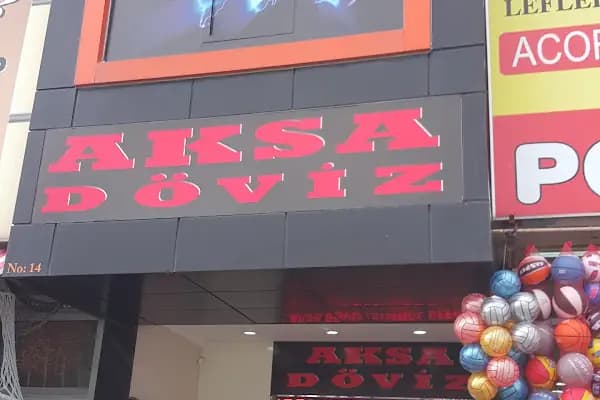 LEFLE
ACOR
AKSA
DÖVİZ
PO
No: 14
AKSA
DÖVİZ